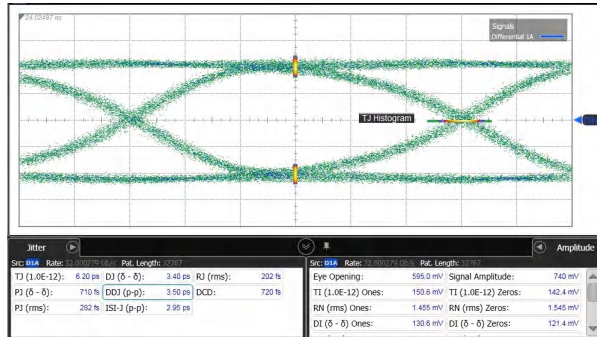 24.02497 ns
Signals
Differential 1A
TJ Histogram
Jitter
Amplitude
Src: D1A Rate: 32.000279 Gb/s Pat. Length: 32767
TJ (1.0E-12): 6.20 ps DJ (δ - δ): 3.40 ps RJ (rms): 202 fs
PJ (δ - δ): 710 fs DDJ (p-p): 3.50 ps DCD: 720 fs
PJ (rms): 282 fs ISI-J (p-p): 2.95 ps
Src: D1A Rate: 32.000279 Gb/s Pat. Length: 32767
Eye Opening: 595.0 mV Signal Amplitude: 740 mV
TI (1.0E-12) Ones: 150.6 mV TI (1.0E-12) Zeros: 142.4 mV
RN (rms) Ones: 1.455 mV RN (rms) Zeros: 1.545 mV
DI (δ - δ) Ones: 130.6 mV DI (δ - δ) Zeros: 121.4 mV